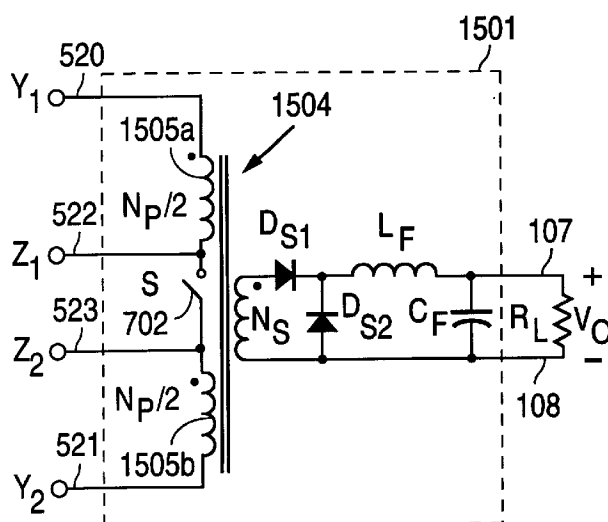 1501
520
Y1
1505a
1504
NP/2
522
Z1
DS1
LF
107
+
S
702
523
NS
DS2
CF
RL
VO
Z2
−
108
NP/2
521
1505b
Y2